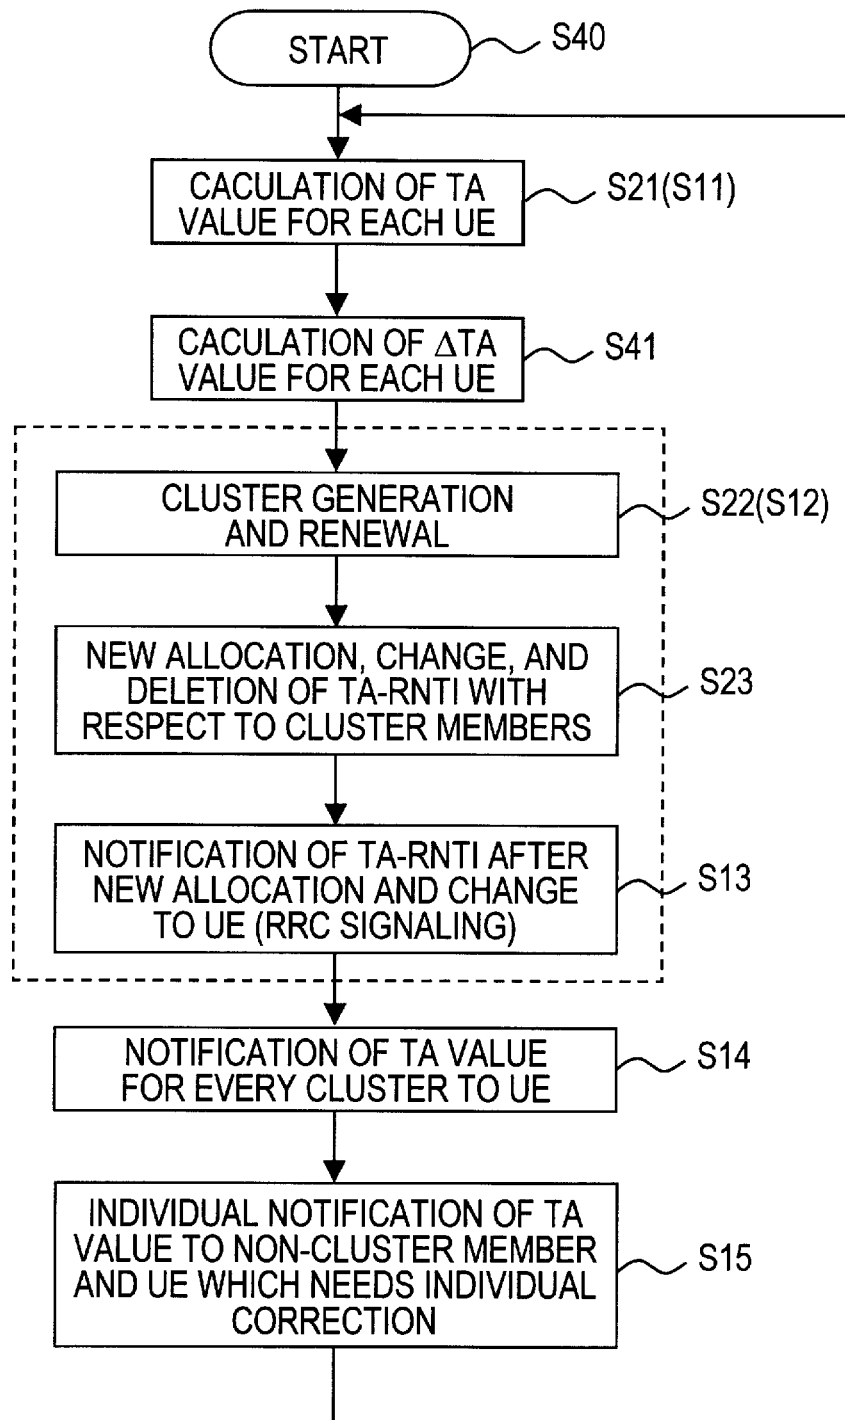 START
S40
CACULATION OF TA
VALUE FOR EACH UE
S21(S11)
CACULATION OF ΔTA
VALUE FOR EACH UE
S41
CLUSTER GENERATION
AND RENEWAL
S22(S12)
NEW ALLOCATION, CHANGE, AND
DELETION OF TA-RNTI WITH
RESPECT TO CLUSTER MEMBERS
S23
NOTIFICATION OF TA-RNTI AFTER
NEW ALLOCATION AND CHANGE
TO UE (RRC SIGNALING)
S13
NOTIFICATION OF TA VALUE
FOR EVERY CLUSTER TO UE
S14
INDIVIDUAL NOTIFICATION OF TA
VALUE TO NON-CLUSTER MEMBER
AND UE WHICH NEEDS INDIVIDUAL
CORRECTION
S15